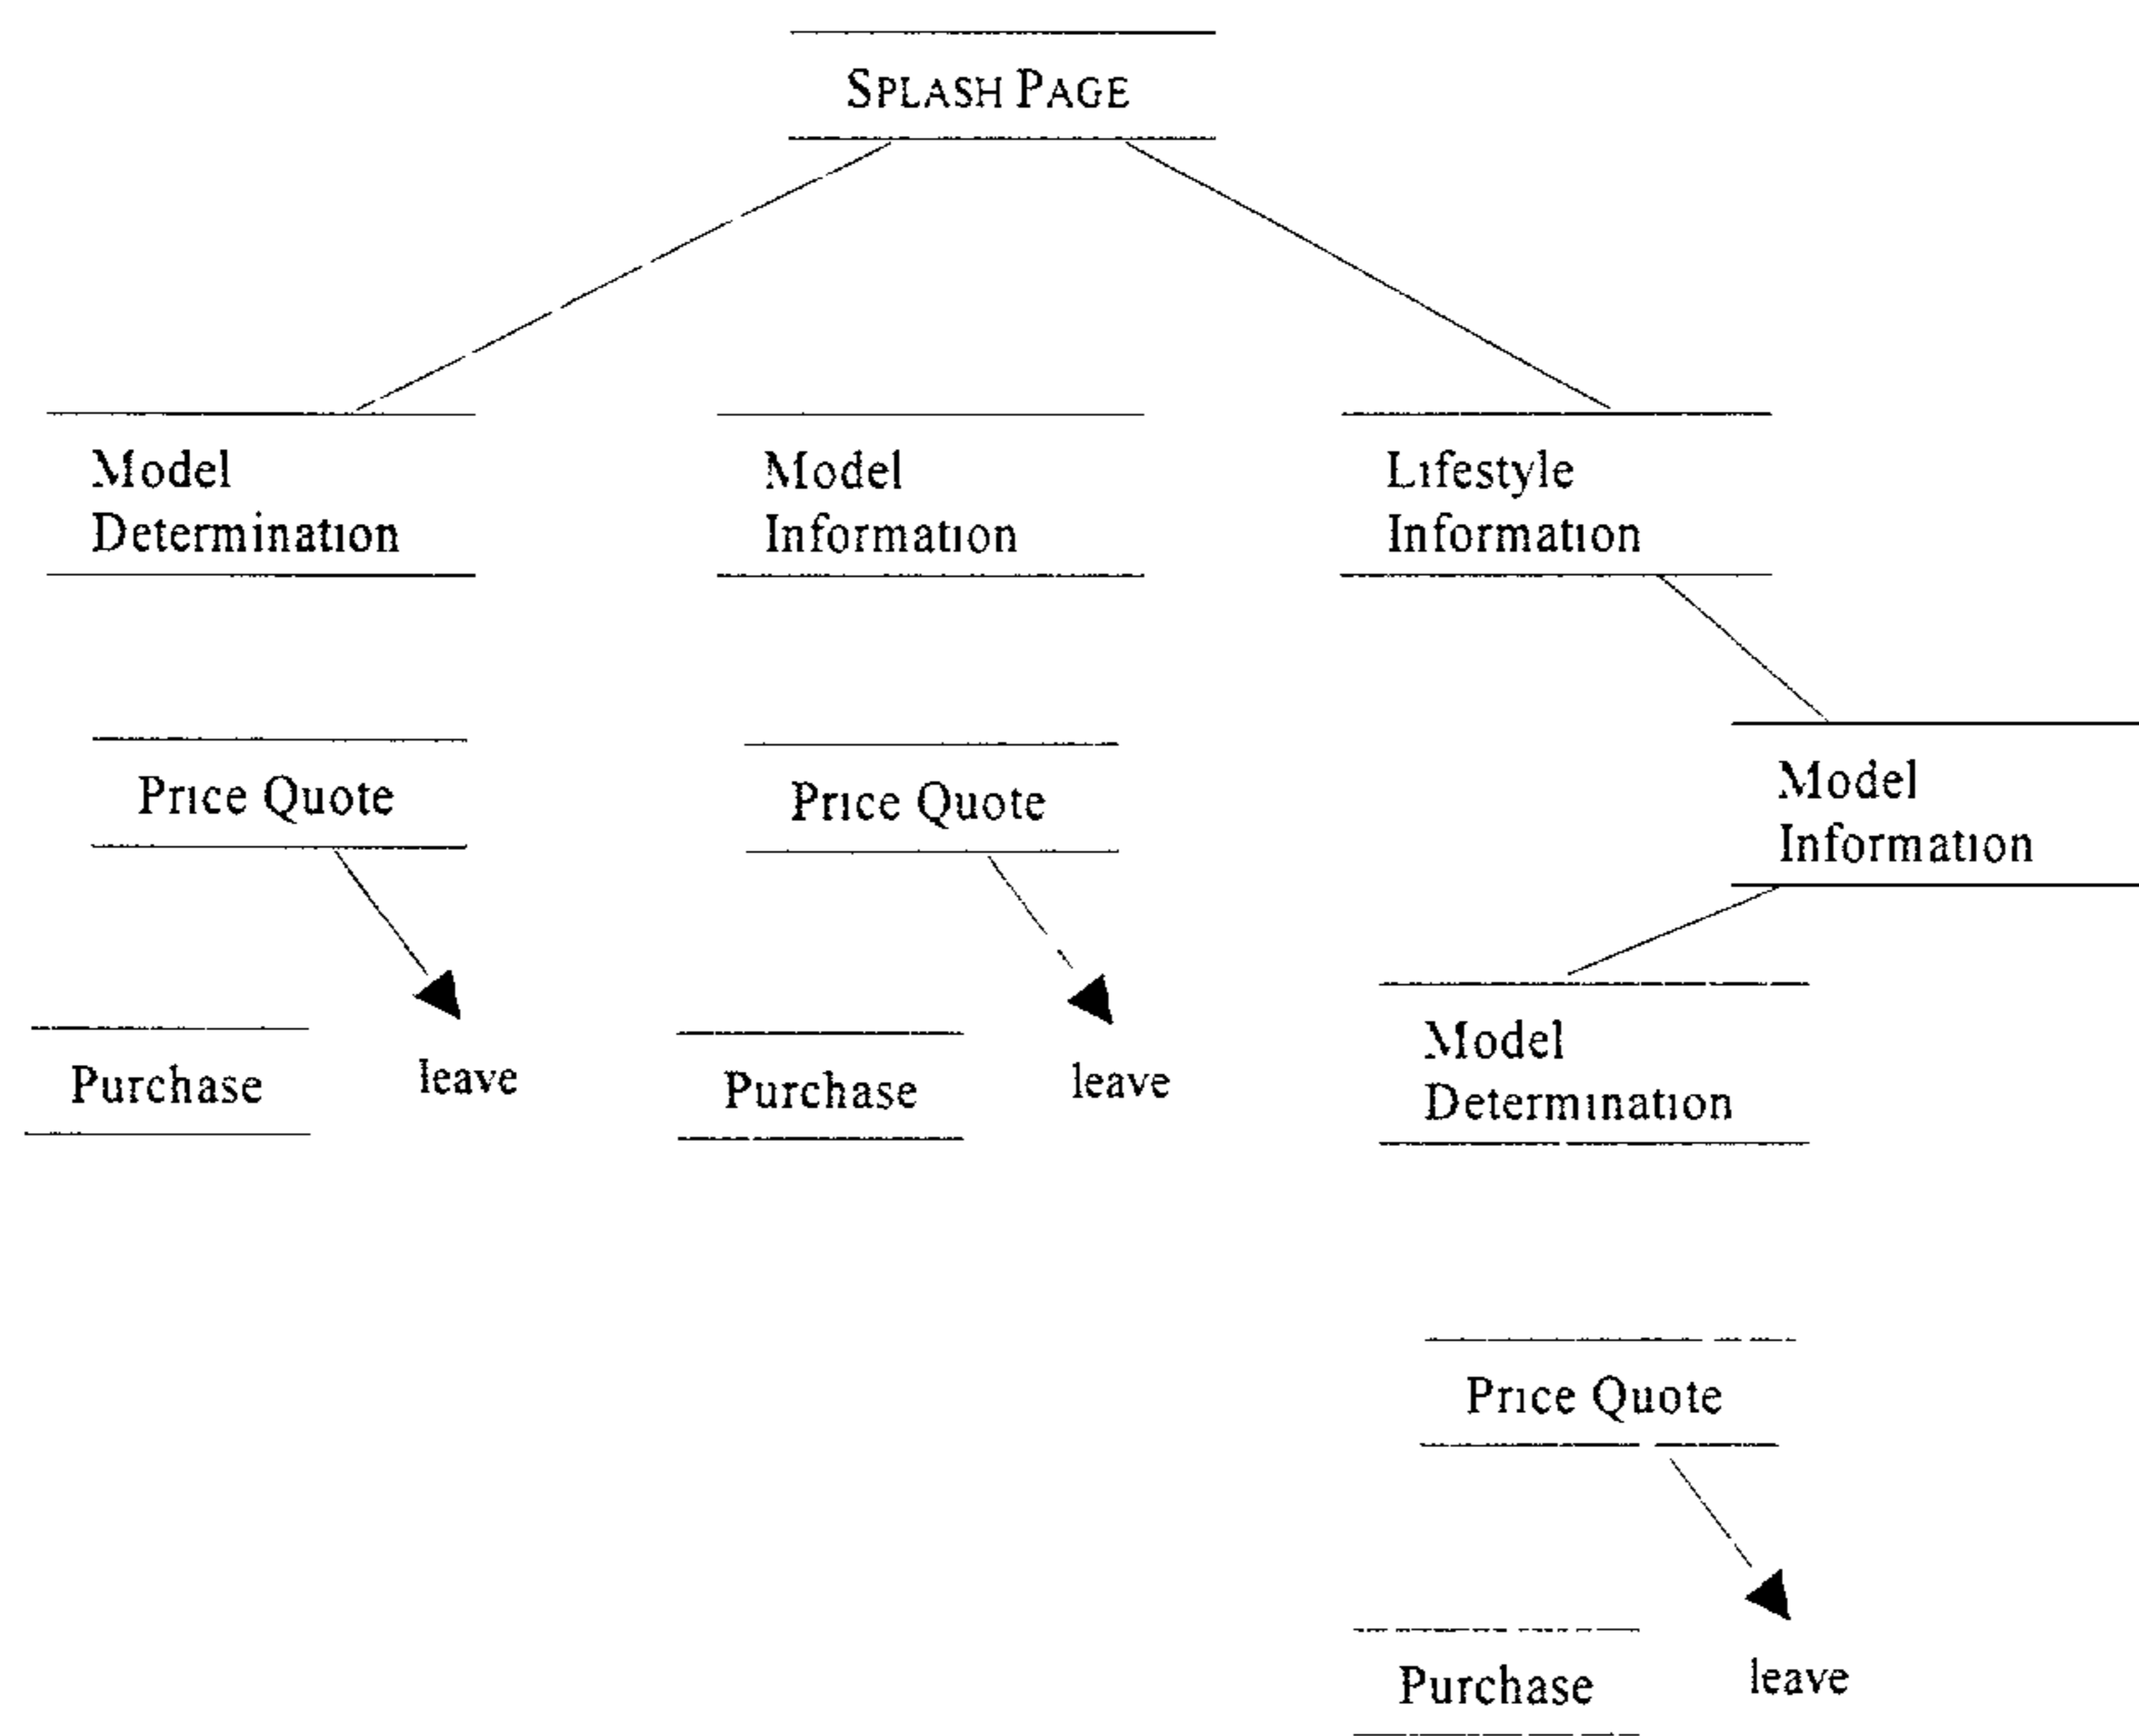 SPLASH PAGE
Model
Determination
Model
Information
Lifestyle
Information
Price Quote
Price Quote
Model
Information
Purchase
leave
Purchase
leave
Model
Determination
Price Quote
Purchase
leave